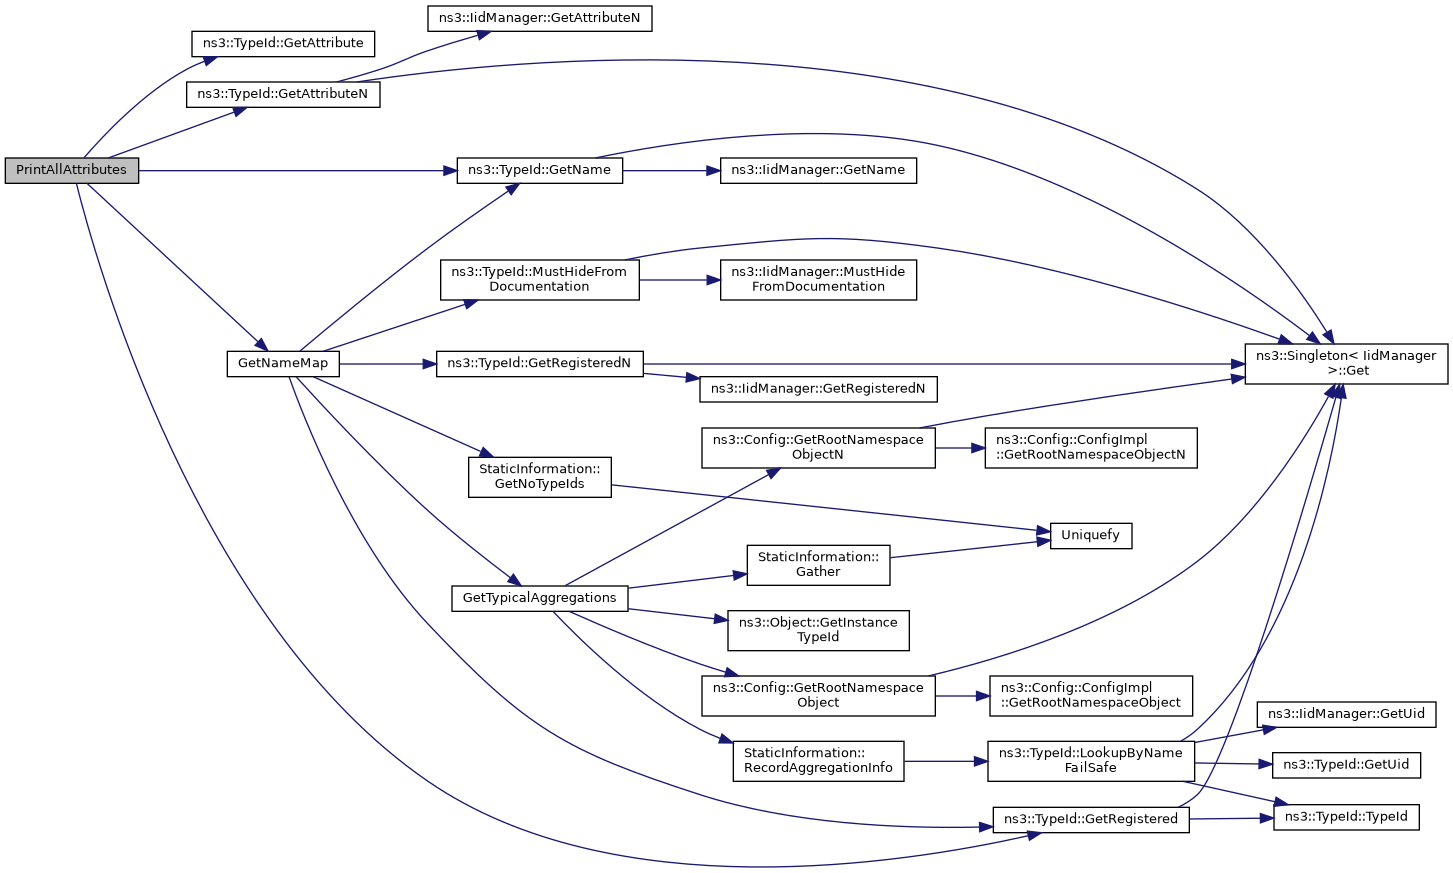 ns3::IidManager::GetAttributeN
ns3::TypeId::GetAttribute
ns3::TypeId::GetAttributeN
PrintAllAttributes
ns3::TypeId::GetName
ns3::IidManager::GetName
ns3::TypeId::MustHideFrom
Documentation
ns3::IidManager::MustHide
FromDocumentation
GetNameMap
ns3::TypeId::GetRegisteredN
ns3::IidManager::GetRegisteredN
ns3::Singleton< IidManager
>::Get
ns3::Config::GetRootNamespace
ObjectN
ns3::Config::ConfigImpl
::GetRootNamespaceObjectN
StaticInformation::
GetNoTypeIds
Uniquefy
StaticInformation::
Gather
GetTypicalAggregations
ns3::Object::GetInstance
TypeId
ns3::Config::GetRootNamespace
Object
ns3::Config::ConfigImpl
::GetRootNamespaceObject
StaticInformation::
RecordAggregationInfo
ns3::TypeId::LookupByName
FailSafe
ns3::IidManager::GetUid
ns3::TypeId::GetUid
ns3::TypeId::GetRegistered
ns3::TypeId::TypeId